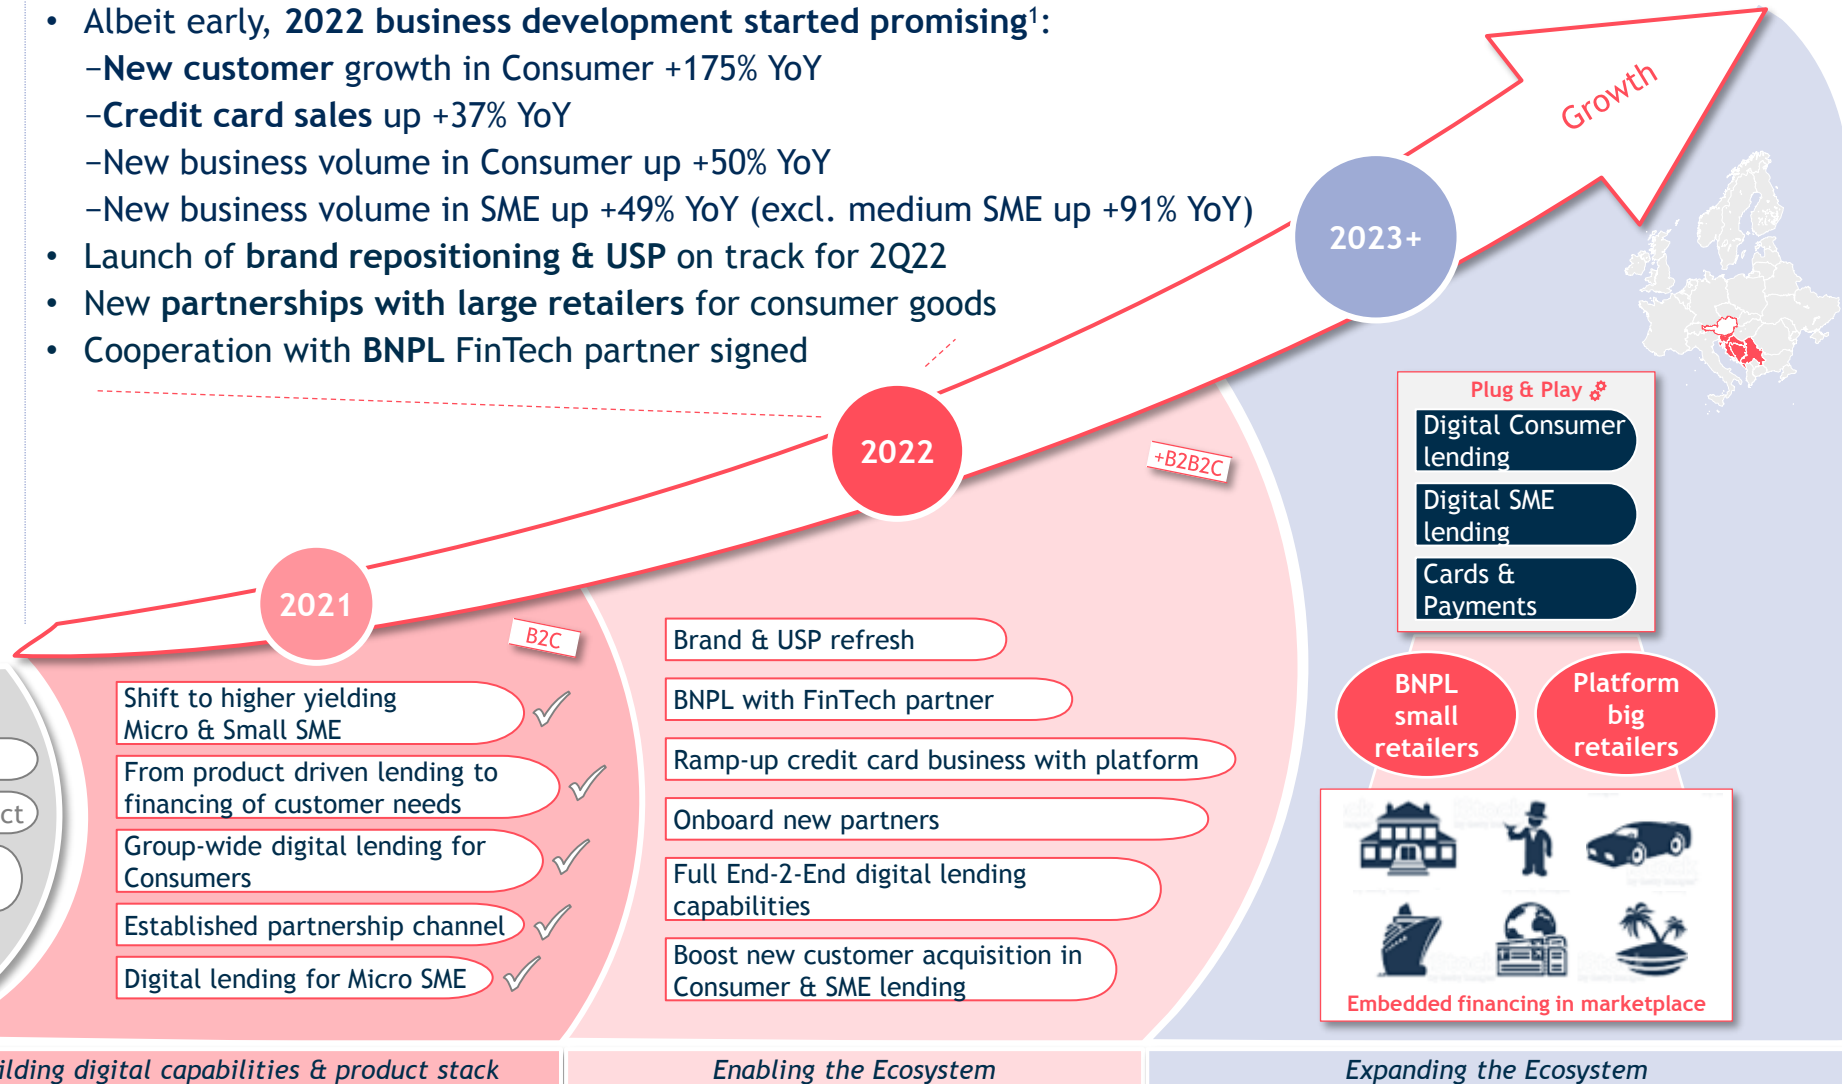 • Albeit early, 2022 business development started promising¹:
–New customer growth in Consumer +175% YoY
–Credit card sales up +37% YoY
–New business volume in Consumer up +50% YoY
–New business volume in SME up +49% YoY (excl. medium SME up +91% YoY)
• Launch of brand repositioning & USP on track for 2Q22
• New partnerships with large retailers for consumer goods
• Cooperation with BNPL FinTech partner signed
Growth
2023+
2022
2021
B2C
+B2B2C
ct
Shift to higher yielding
Micro & Small SME
From product driven lending to
financing of customer needs
Group-wide digital lending for
Consumers
Established partnership channel
Digital lending for Micro SME
Brand & USP refresh
BNPL with FinTech partner
Ramp-up credit card business with platform
Onboard new partners
Full End-2-End digital lending
capabilities
Boost new customer acquisition in
Consumer & SME lending
Plug & Play
Digital Consumer
lending
Digital SME
lending
Cards &
Payments
BNPL
small
retailers
Platform
big
retailers
Embedded financing in marketplace
ilding digital capabilities & product stack
Enabling the Ecosystem
Expanding the Ecosystem